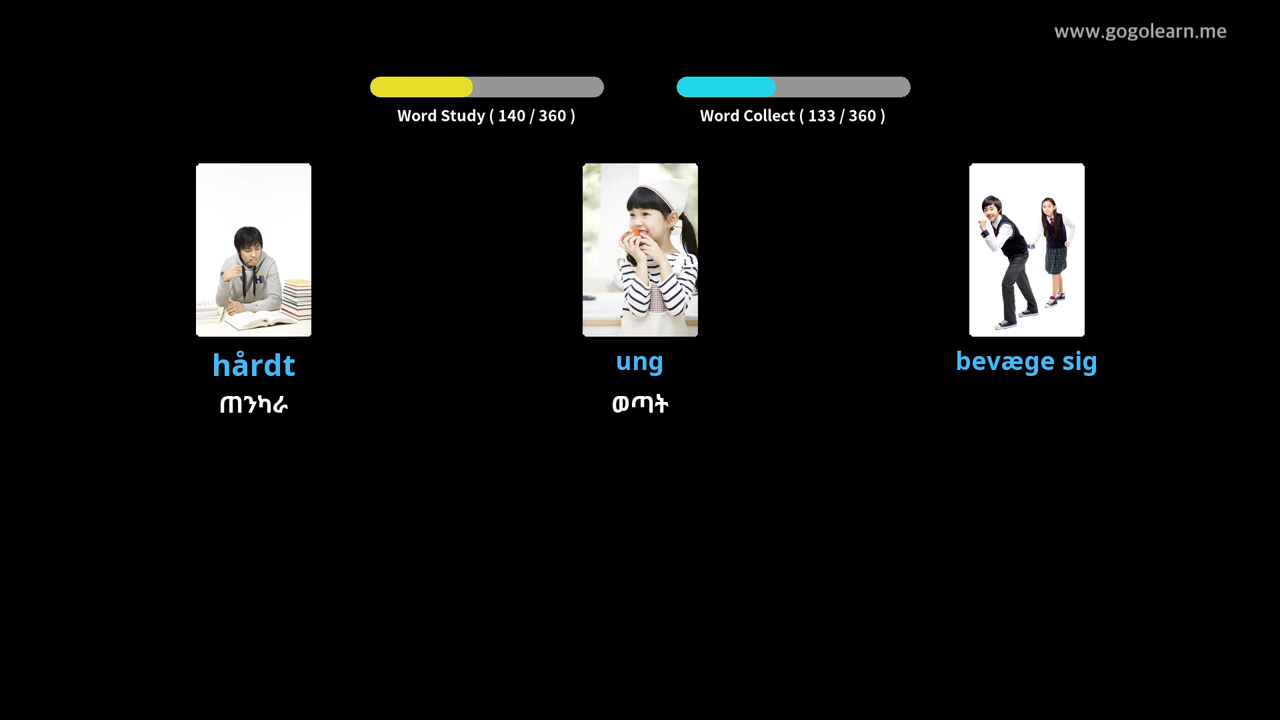 www.gogolearn.me
Word Study ( 140 / 360 )
Word Collect ( 133 / 360 )
hårdt
ung
bevæge sig
ጠንካራ
ወጣት